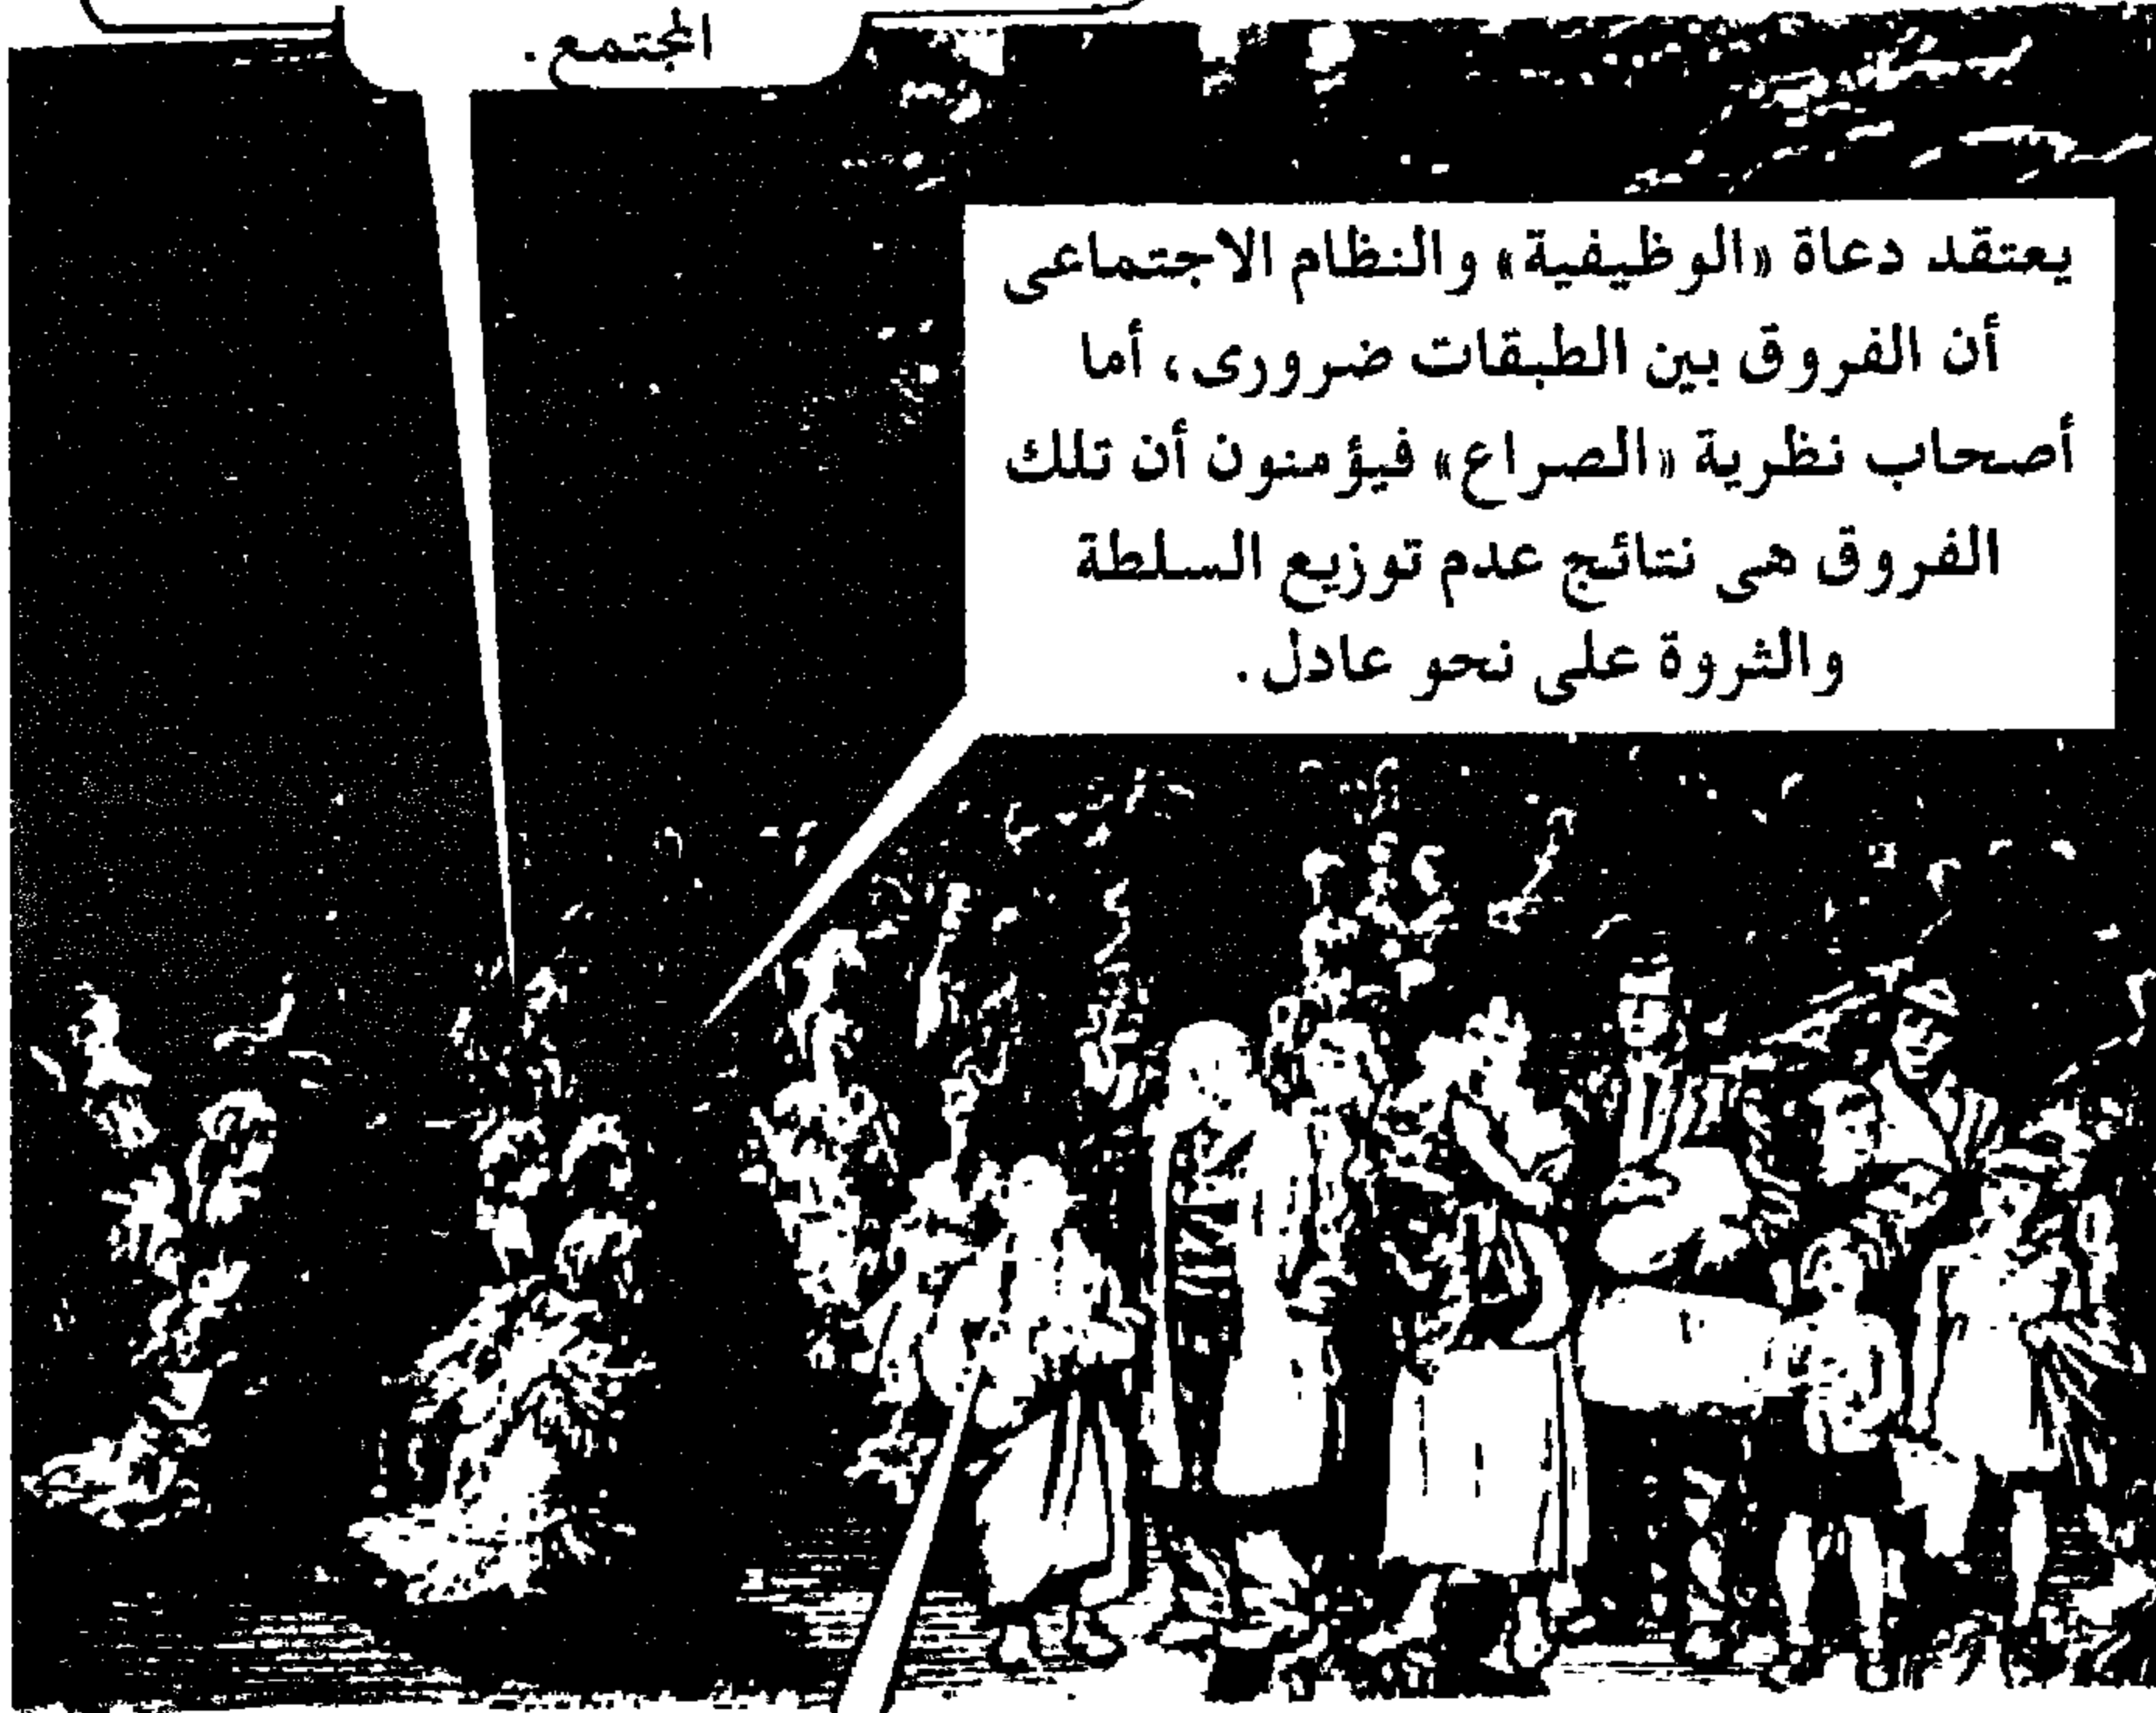 المجتمع.
يعتقد دعاة «الوظيفية» والنظام الاجتماعى
أن الفروق بين الطبقات ضرورى، أما
أصحاب نظرية «الصراع» فيؤمنون أن تلك
الفروق هى نتائج عدم توزيع السلطة
والثروة على نحو عادل.